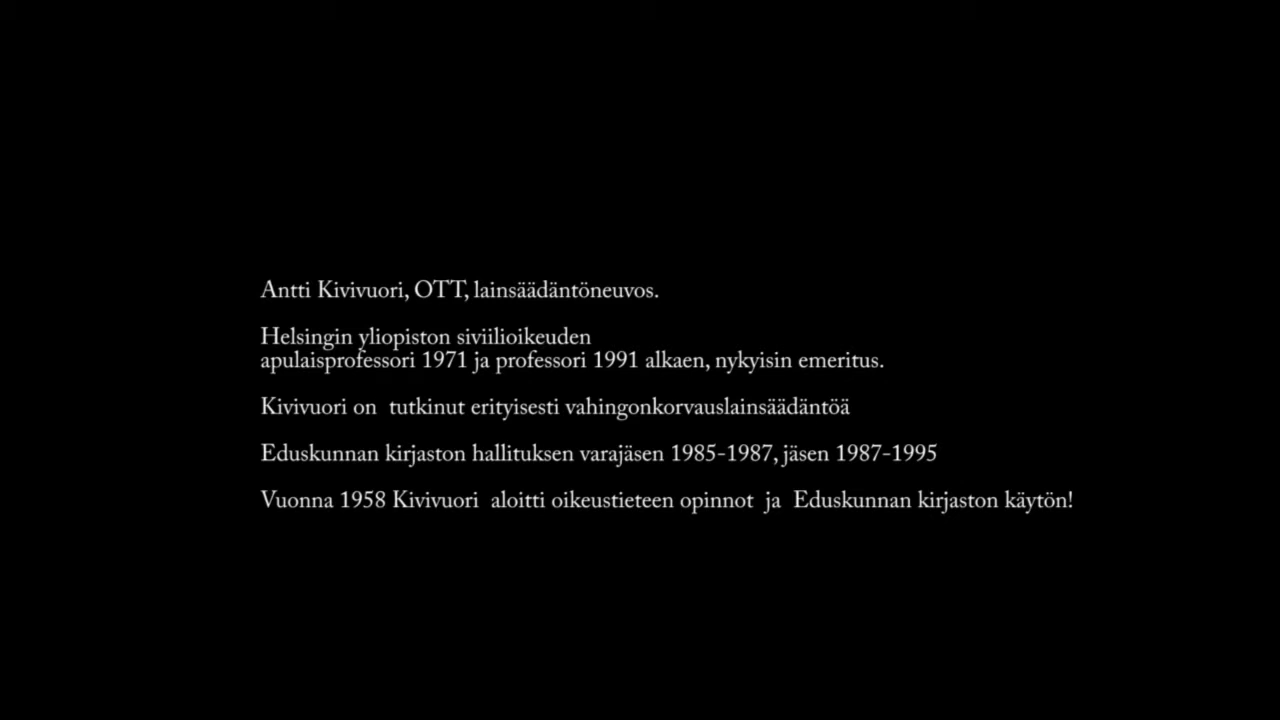 Antti Kivivuori, OTT, lainsäädäntöneuvos.
Helsingin yliopiston siviilioikeuden
apulaisprofessori 1971 ja professori 1991 alkaen, nykyisin emeritus.
Kivivuori on tutkinut erityisesti vahingonkorvauslainsäädäntöä
Eduskunnan kirjaston hallituksen varajäsen 1985-1987, jäsen 1987-1995
Vuonna 1958 Kivivuori aloitti oikeustieteen opinnot ja Eduskunnan kirjaston käytön!